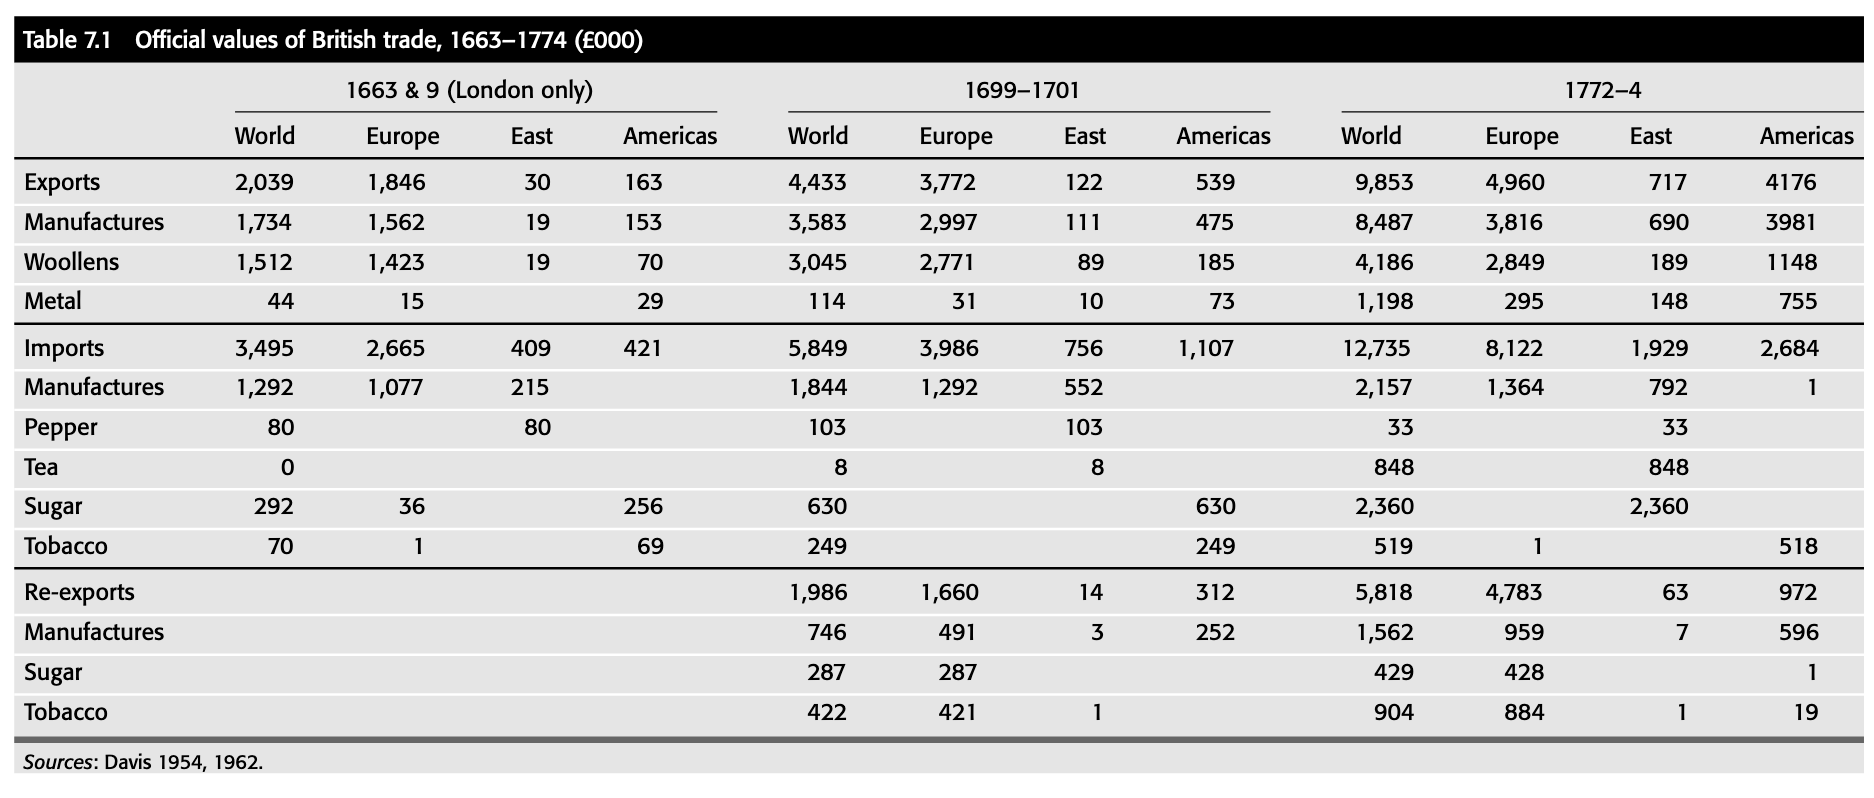 Table 7.1 Official values of British trade, 1663–1774 (£000)
1663 & 9 (London only) 1699–1701 1772–4
World Europe East Americas World Europe East Americas World Europe East Americas
Exports 2,039 1,846 30 163 4,433 3,772 122 539 9,853 4,960 717 4176
Manufactures 1,734 1,562 19 153 3,583 2,997 111 475 8,487 3,816 690 3981
Woollens 1,512 1,423 19 70 3,045 2,771 89 185 4,186 2,849 189 1148
Metal 44 15 29 114 31 10 73 1,198 295 148 755
Imports 3,495 2,665 409 421 5,849 3,986 756 1,107 12,735 8,122 1,929 2,684
Manufactures 1,292 1,077 215 1,844 1,292 552 2,157 1,364 792 1
Pepper 80 80 103 103 33 33
Tea 0 8 8 848 848
Sugar 292 36 256 630 630 2,360 2,360
Tobacco 70 1 69 249 249 519 1 518
Re-exports 1,986 1,660 14 312 5,818 4,783 63 972
Manufactures 746 491 3 252 1,562 959 7 596
Sugar 287 287 429 428 1
Tobacco 422 421 1 904 884 1 19
Sources: Davis 1954, 1962.